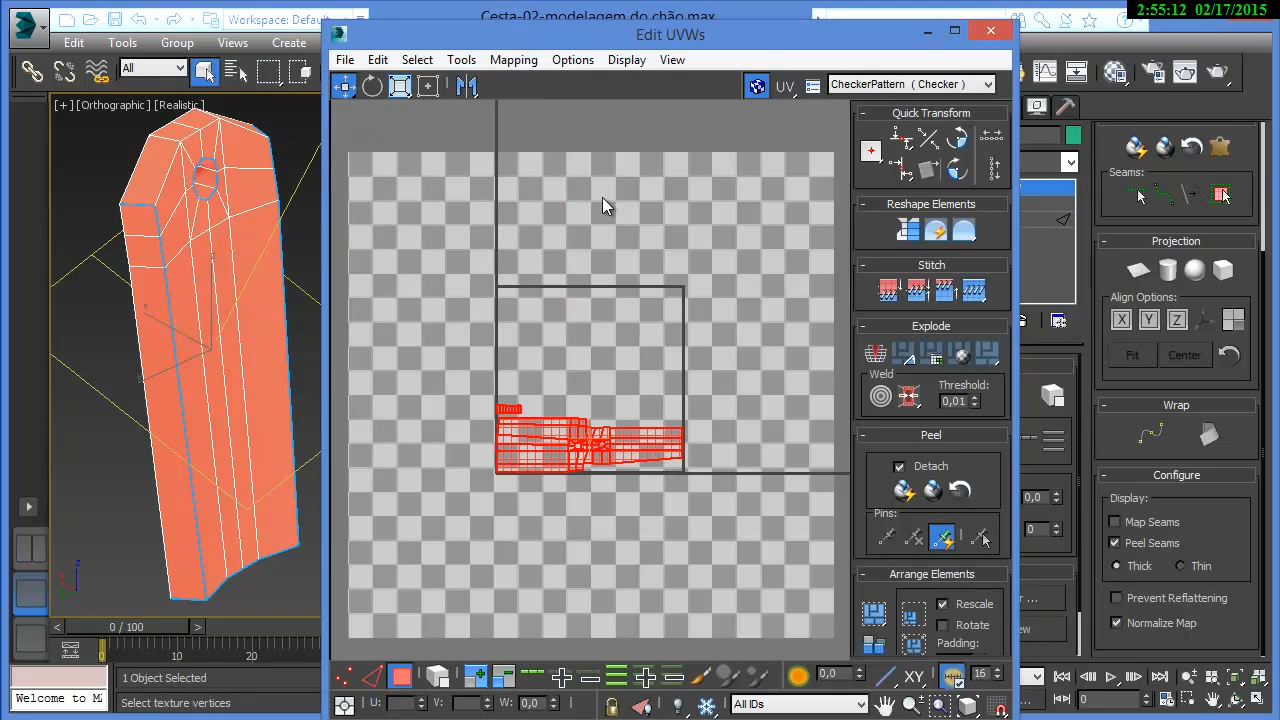 2:55:12 02/17/2015
Workspace: Default
Cesta-02-modelagem do chão.max
Edit UVWs
Edit Tools Group Views Create
File Edit Select Tools Mapping Options Display View
All
UV
CheckerPattern ( Checker )
[+] [Orthographic ] [Realistic ]
Quick Transform
Reshape Elements
Stitch
Explode
Weld
Threshold:
0,01
Peel
Detach
Pins:
Arrange Elements
Rescale
Rotate
Padding:
Seams:
Projection
Align Options:
X Y Z
Fit Center
Wrap
Configure:
Display:
Map Seams
Peel Seams
Thick Thin
Prevent Reflattening
Normalize Map
0,0
0
z
< 0 / 100 >
0 10 20
1 Object Selected
Welcome to M
Select texture vertices
0,0
XY
16
U: V: W: 0,0
All IDs
0